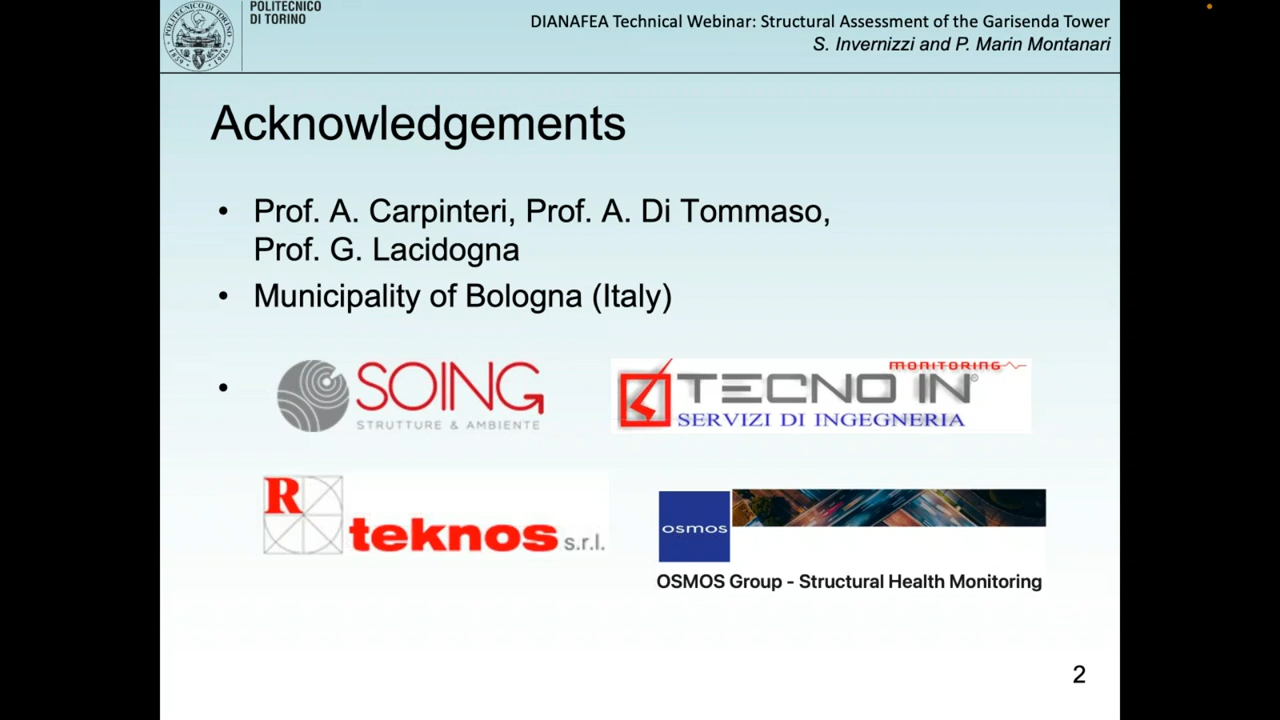 POLITECNICO
DI TORINO
DIANAFEA Technical Webinar: Structural Assessment of the Garisenda Tower
S. Invernizzi and P. Marin Montanari
Acknowledgements
• Prof. A. Carpinteri, Prof. A. Di Tommaso,
Prof. G. Lacidogna
• Municipality of Bologna (Italy)
•
SOING
STRUTTURE & AMBIENTE
MONITORING
TECNO IN®
SERVIZI DI INGEGNERIA
R
teknos s.r.l.
osmos
OSMOS Group - Structural Health Monitoring
2